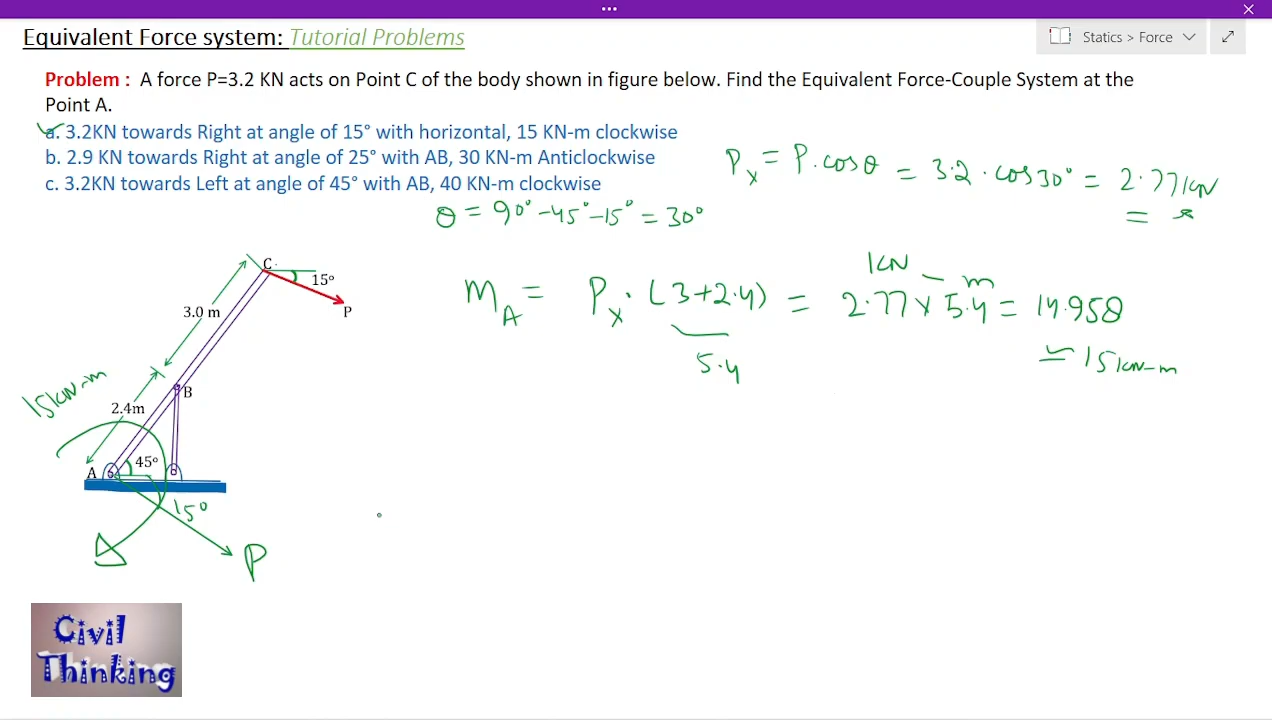 Equivalent Force system: Tutorial Problems
Statics > Force
Problem : A force P=3.2 KN acts on Point C of the body shown in figure below. Find the Equivalent Force-Couple System at the
Point A.
a. 3.2KN towards Right at angle of 15° with horizontal, 15 KN-m clockwise
b. 2.9 KN towards Right at angle of 25° with AB, 30 KN-m Anticlockwise
c. 3.2KN towards Left at angle of 45° with AB, 40 KN-m clockwise
Px = P.cosθ = 3.2 . cos30° = 2.77KN
θ = 90° -45° -15° = 30°
C
15°
P
3.0 m
KN m
MA = Px . (3+2.4) = 2.77 x 5.4 = 14.958
5.4
≃ 15KN-m
15KN-m
B
2.4m
A
45°
15°
P
Civil
Thinking